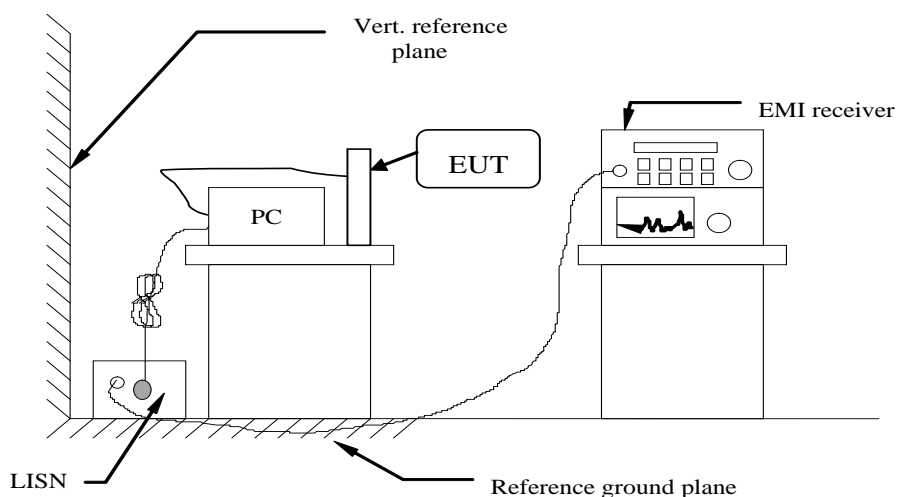 Vert. reference
plane
EMI receiver
EUT
PC
LISN
Reference ground plane